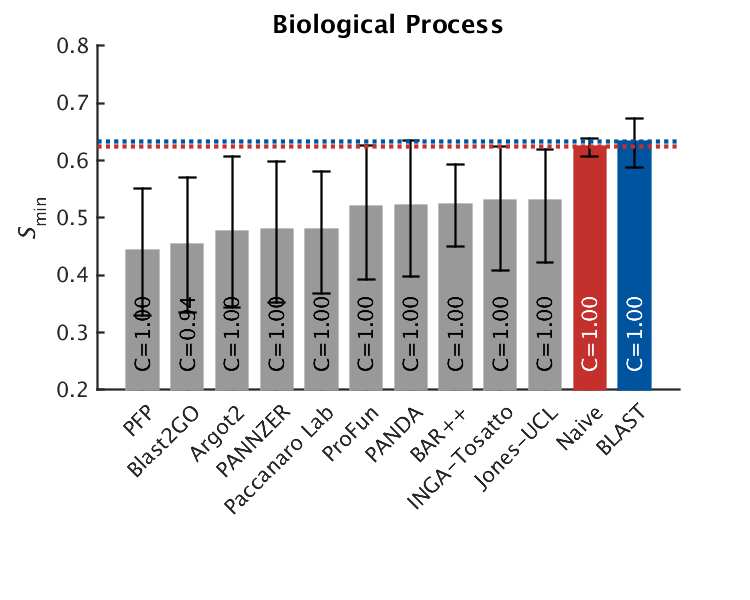 Biological Process
0.8
0.7
0.6
0.5
0.4
0.3
0.2
Smin
C=1.00
C=0.94
C=1.00
C=1.00
C=1.00
C=1.00
C=1.00
C=1.00
C=1.00
C=1.00
C=1.00
C=1.00
PFP
Blast2GO
Argot2
PANNZER
Paccanaro Lab
ProFun
PANDA
BAR++
INGA-Tosatto
Jones-UCL
Naive
BLAST